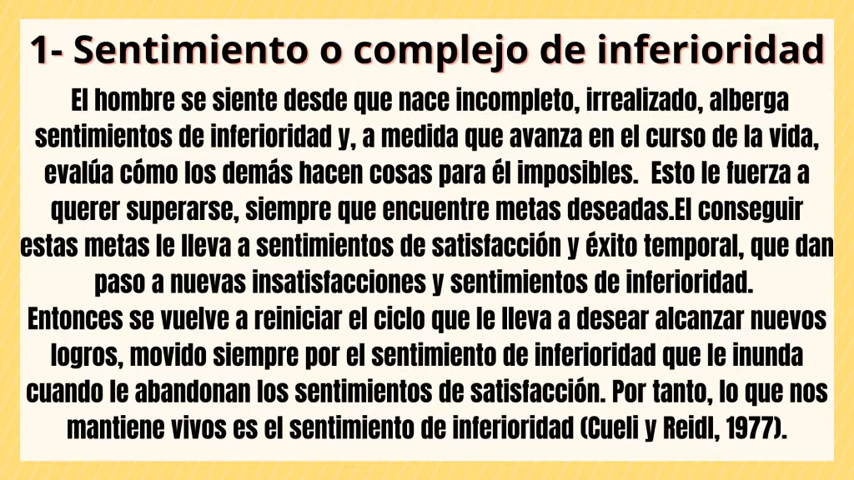 1- Sentimiento o complejo de inferioridad
El hombre se siente desde que nace incompleto, irrealizado, alberga
sentimientos de inferioridad y, a medida que avanza en el curso de la vida,
evalúa cómo los demás hacen cosas para él imposibles.  Esto le fuerza a
querer superarse, siempre que encuentre metas deseadas.El conseguir
estas metas le lleva a sentimientos de satisfacción y éxito temporal, que dan
paso a nuevas insatisfacciones y sentimientos de inferioridad.
Entonces se vuelve a reiniciar el ciclo que le lleva a desear alcanzar nuevos
logros, movido siempre por el sentimiento de inferioridad que le inunda
cuando le abandonan los sentimientos de satisfacción. Por tanto, lo que nos
mantiene vivos es el sentimiento de inferioridad (Cueli y Reidl, 1977).